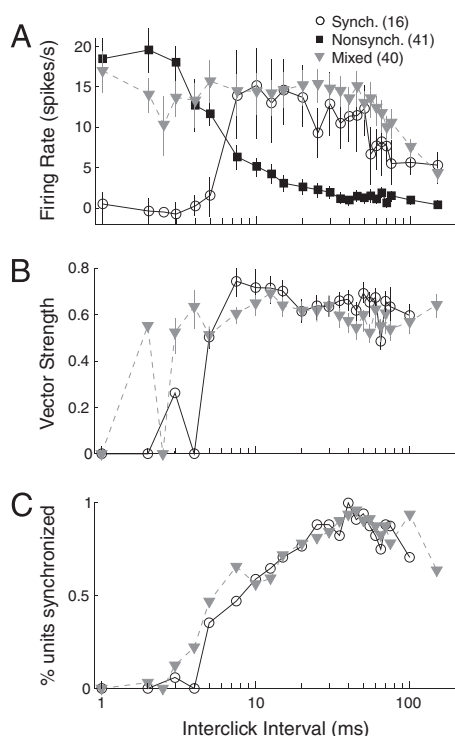 A
Synch. (16)
Nonsynch. (41)
Mixed (40)
20
15
10
5
0
Firing Rate (spikes/s)
B
0.8
0.6
0.4
0.2
0
Vector Strength
C
1
0.5
0
% units synchronized
1 10 100
Interclick Interval (ms)